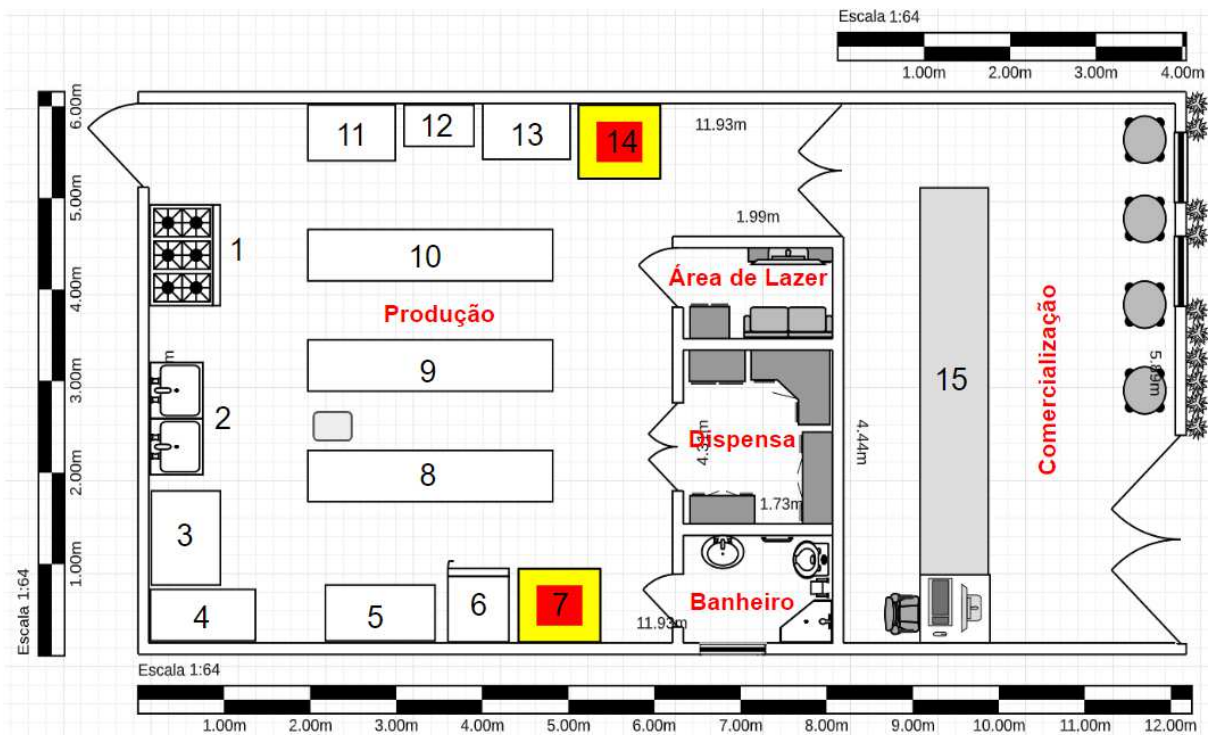 Escala 1:64
1.00m 2.00m 3.00m 4.00m
6.00m
5.00m
4.00m
3.00m
2.00m
1.00m
Escala 1:64
11
12
13
14
11.93m
1.99m
1
10
Área de Lazer
Produção
9
m
2
15
Comercialização
5.89m
Dispensa
4.44m
8
1.73m
3
4
5
6
7
Banheiro
11.93m
Escala 1:64
1.00m 2.00m 3.00m 4.00m 5.00m 6.00m 7.00m 8.00m 9.00m 10.00m 11.00m 12.00m